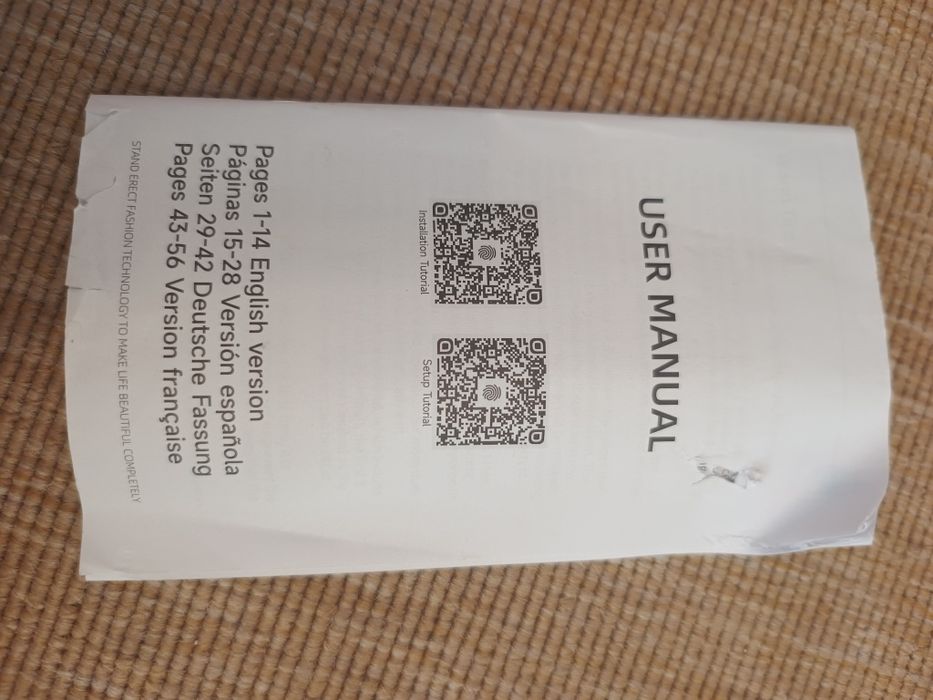 USER MANUAL
Installation Tutorial
Setup Tutorial
Pages 1-14 English version
Páginas 15-28 Versión española
Seiten 29-42 Deutsche Fassung
Pages 43-56 Version française
STAND ERECT FASHION TECHNOLOGY TO MAKE LIFE BEAUTIFUL COMPLETELY